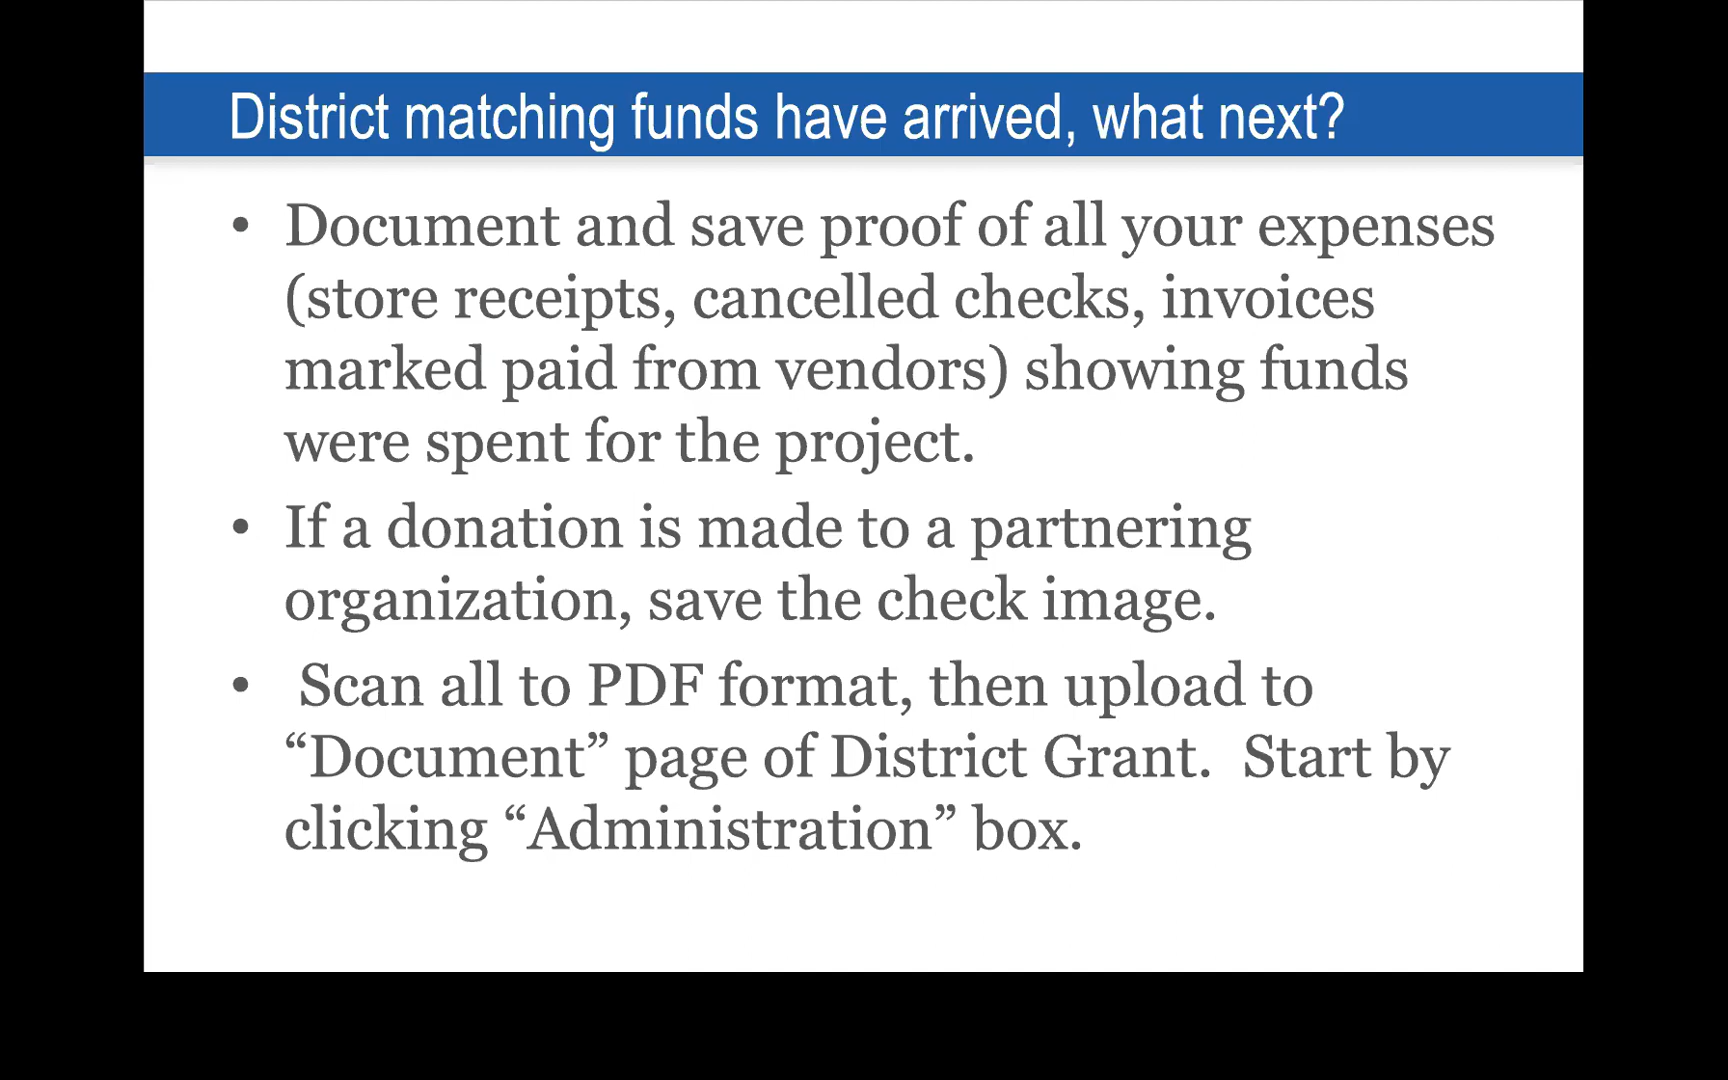 District matching funds have arrived, what next?
• Document and save proof of all your expenses
(store receipts, cancelled checks, invoices
marked paid from vendors) showing funds
were spent for the project.
• If a donation is made to a partnering
organization, save the check image.
• Scan all to PDF format, then upload to
“Document” page of District Grant.  Start by
clicking “Administration” box.